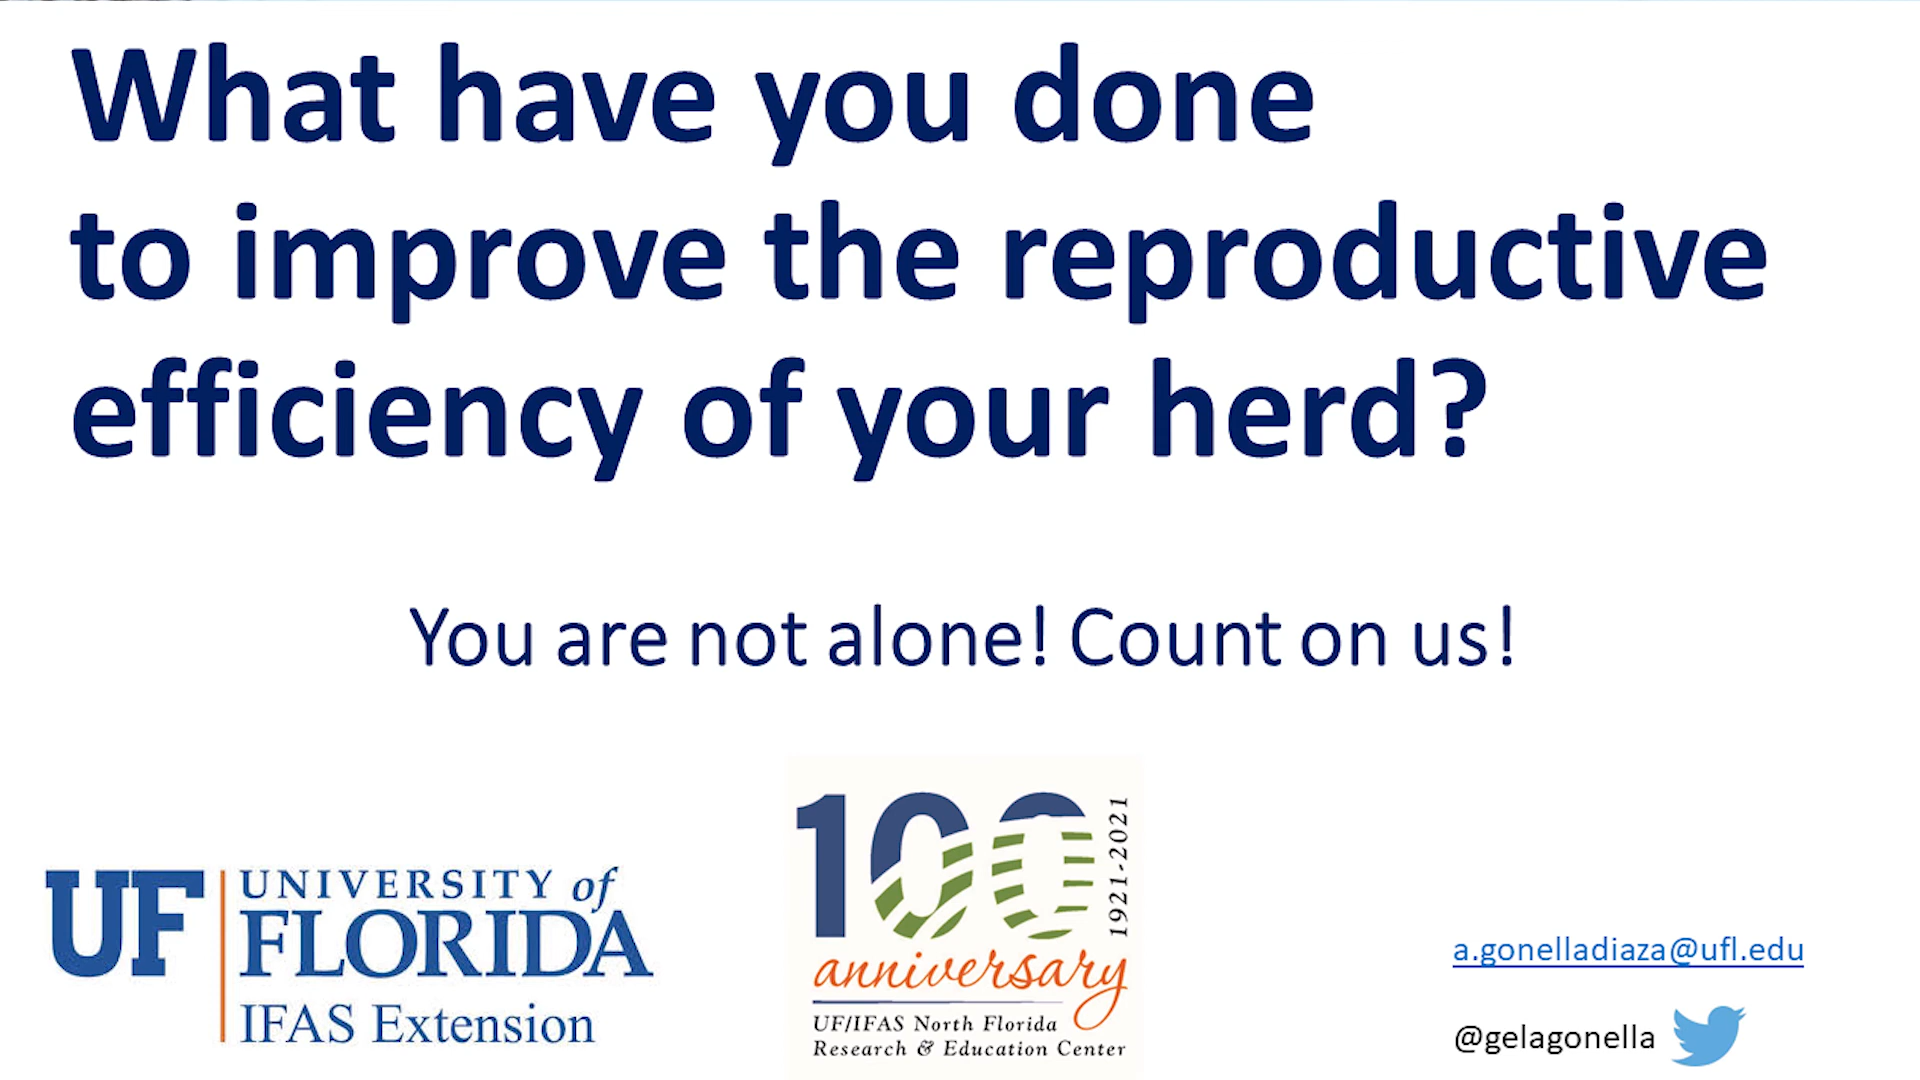 What have you done
to improve the reproductive
efficiency of your herd?
You are not alone! Count on us!
UF
UNIVERSITY of
FLORIDA
IFAS Extension
100
1921-2021
anniversary
UF/IFAS North Florida
Research & Education Center
a.gonelladiaza@ufl.edu
@gelagonella